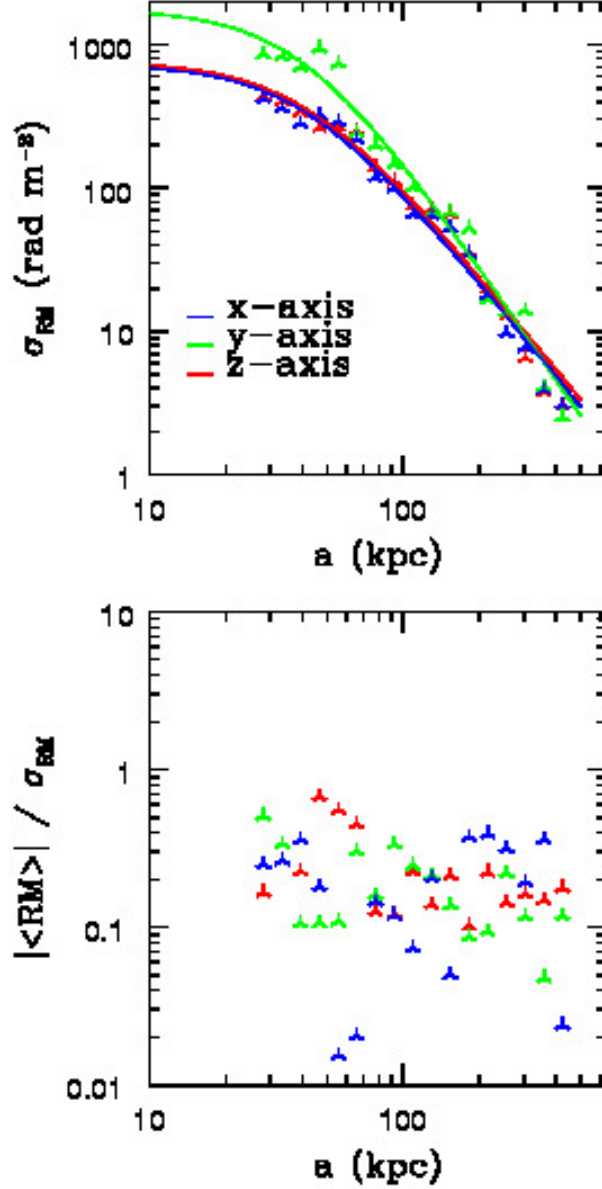 1000
100
10
1
σ_RM (rad m⁻²)
x-axis
y-axis
z-axis
10
100
a (kpc)
10
1
0.1
0.01
|<RM>| / σ_RM
10
100
a (kpc)